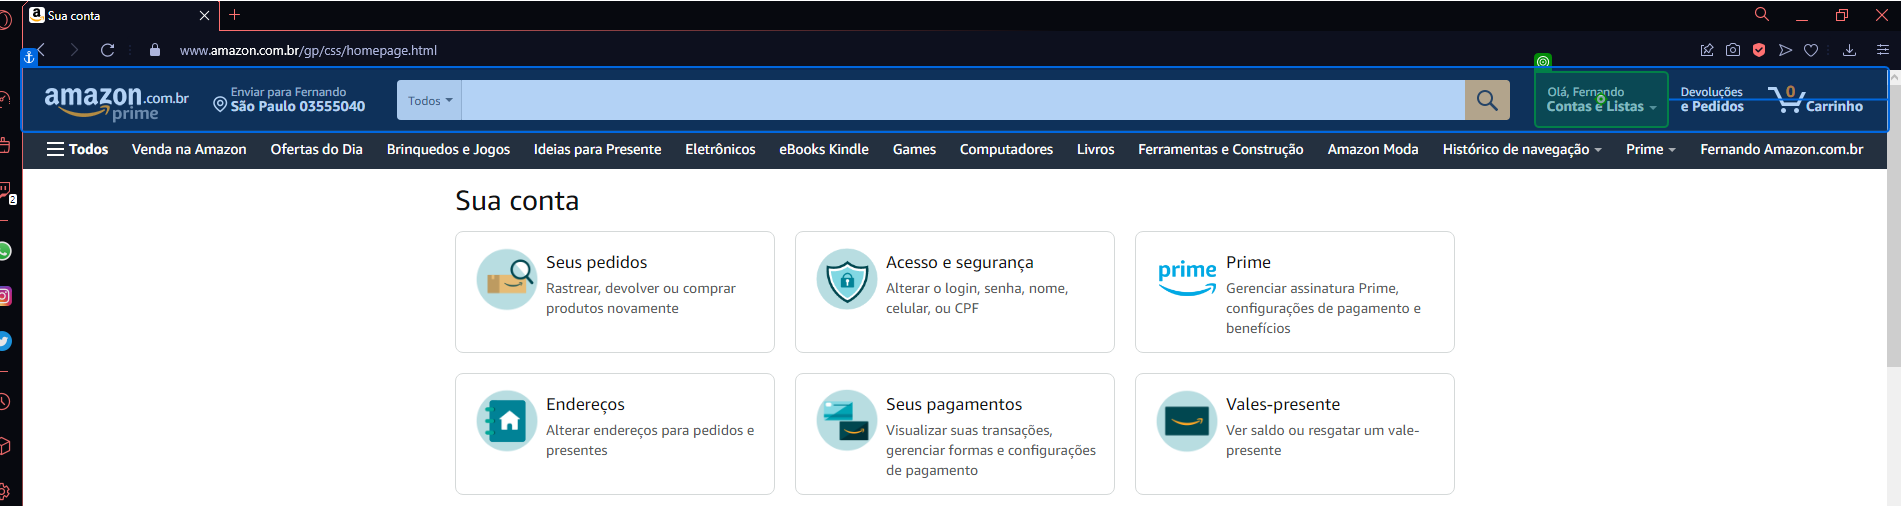 Sua conta
www.amazon.com.br/gp/css/homepage.html
2
amazon.com.br
prime
Enviar para Fernando
São Paulo 03555040
Todos
Olá, Fernando
Contas e Listas
Devoluções
e Pedidos
0
Carrinho
Todos
Venda na Amazon
Ofertas do Dia
Brinquedos e Jogos
Ideias para Presente
Eletrônicos
eBooks Kindle
Games
Computadores
Livros
Ferramentas e Construção
Amazon Moda
Histórico de navegação
Prime
Fernando Amazon.com.br
Sua conta
Seus pedidos
Rastrear, devolver ou comprar
produtos novamente
Acesso e segurança
Alterar o login, senha, nome,
celular, ou CPF
prime
Prime
Gerenciar assinatura Prime,
configurações de pagamento e
benefícios
Endereços
Alterar endereços para pedidos e
presentes
Seus pagamentos
Visualizar suas transações,
gerenciar formas e configurações
de pagamento
Vales-presente
Ver saldo ou resgatar um vale-
presente